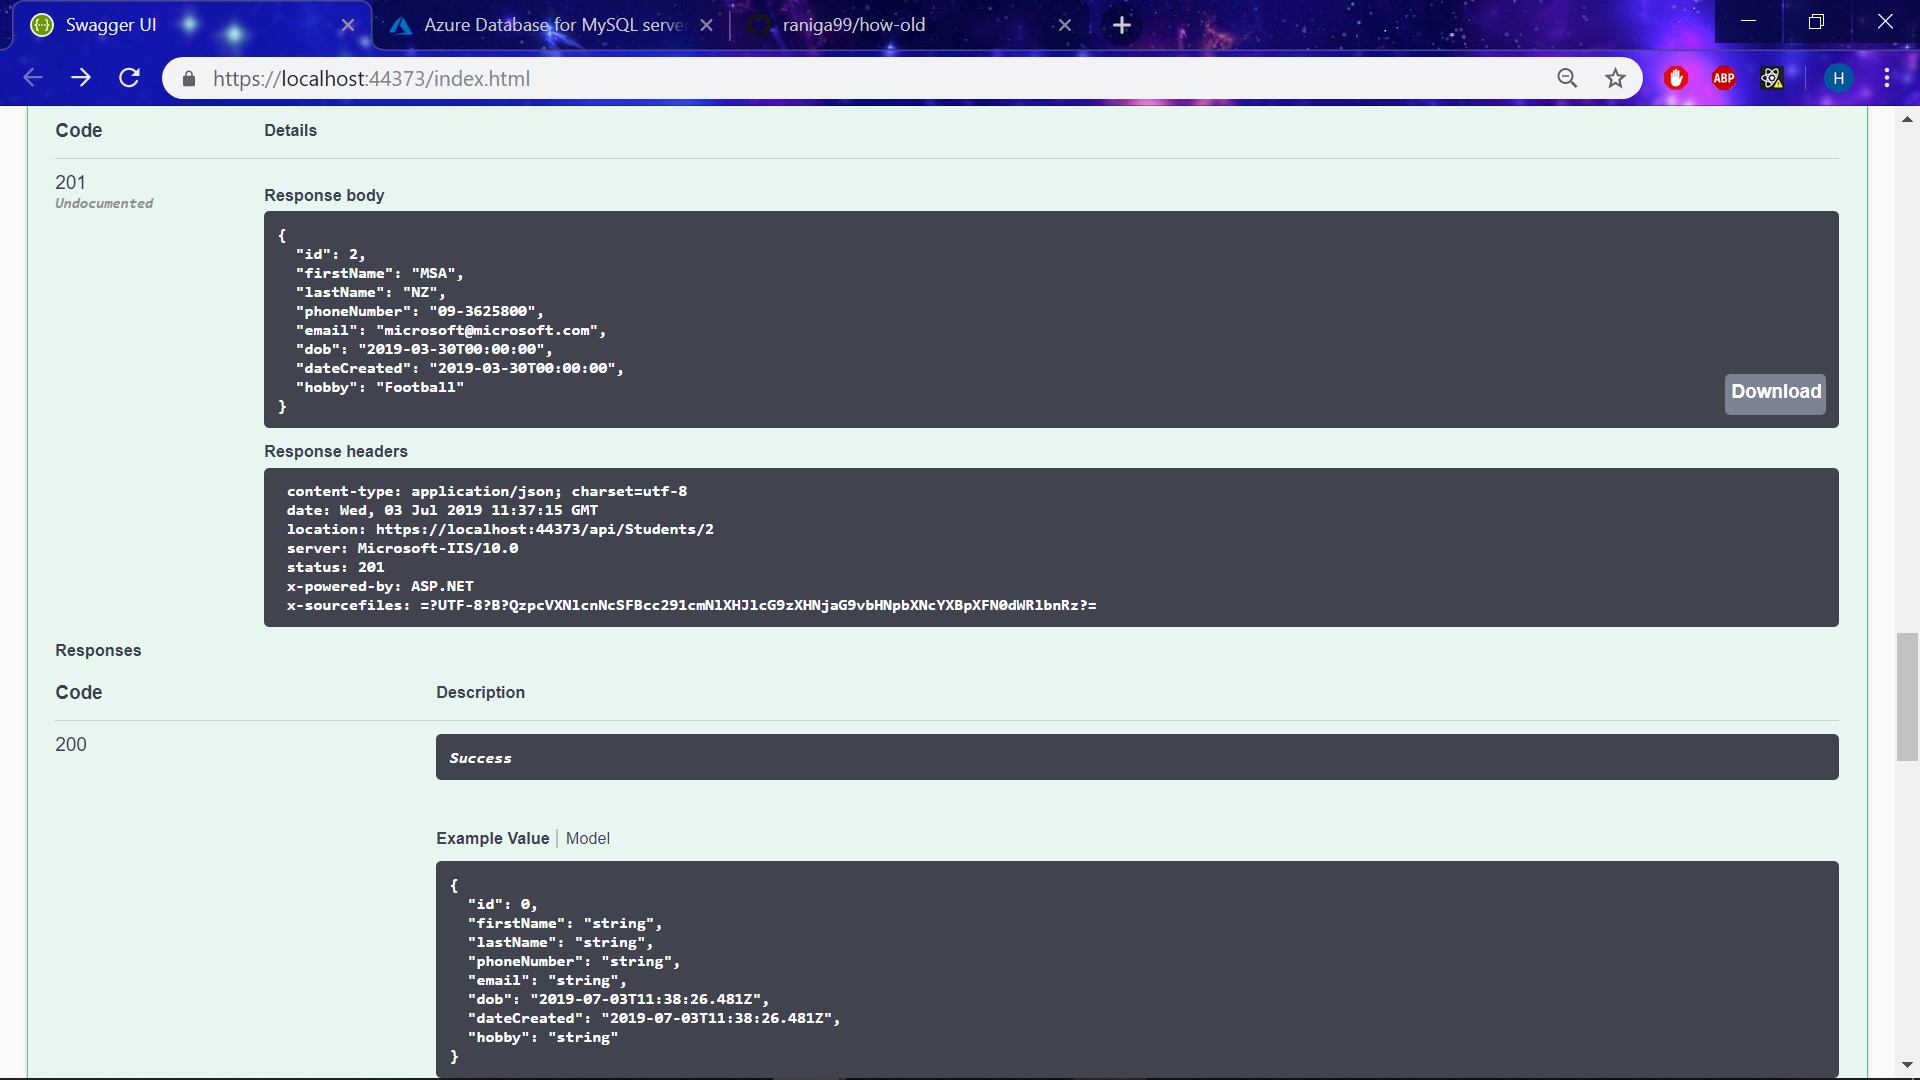 Swagger UI
Azure Database for MySQL serve
raniga99/how-old
https://localhost:44373/index.html
ABP
H
Code Details
201
Undocumented
Response body
{
"id": 2,
"firstName": "MSA",
"lastName": "NZ",
"phoneNumber": "09-3625800",
"email": "microsoft@microsoft.com",
"dob": "2019-03-30T00:00:00",
"dateCreated": "2019-03-30T00:00:00",
"hobby": "Football"
}
Download
Response headers
content-type: application/json; charset=utf-8
date: Wed, 03 Jul 2019 11:37:15 GMT
location: https://localhost:44373/api/Students/2
server: Microsoft-IIS/10.0
status: 201
x-powered-by: ASP.NET
x-sourcefiles: =?UTF-8?B?QzpcVXNlcnNcSFBcc291cmNlXHJlcG9zXHNjaG9vbHNpbXNcYXBpXFN0dWRlbnRz?=
Responses
Code Description
200
Success
Example Value | Model
{
"id": 0,
"firstName": "string",
"lastName": "string",
"phoneNumber": "string",
"email": "string",
"dob": "2019-07-03T11:38:26.481Z",
"dateCreated": "2019-07-03T11:38:26.481Z",
"hobby": "string"
}